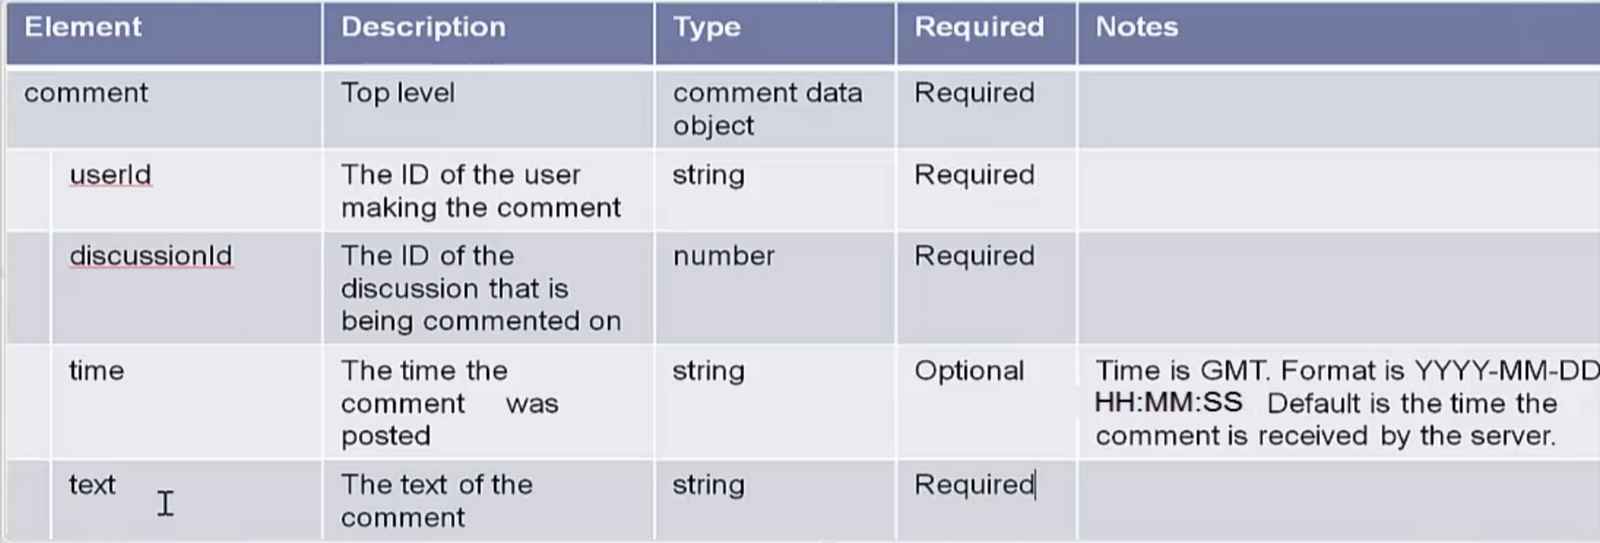 Element Description Type Required Notes
comment Top level comment data Required
object
userId The ID of the user string Required
making the comment
discussionId The ID of the number Required
discussion that is
being commented on
time The time the string Optional Time is GMT. Format is YYYY-MM-DD
comment was HH:MM:SS Default is the time the
posted comment is received by the server.
text The text of the string Required
comment